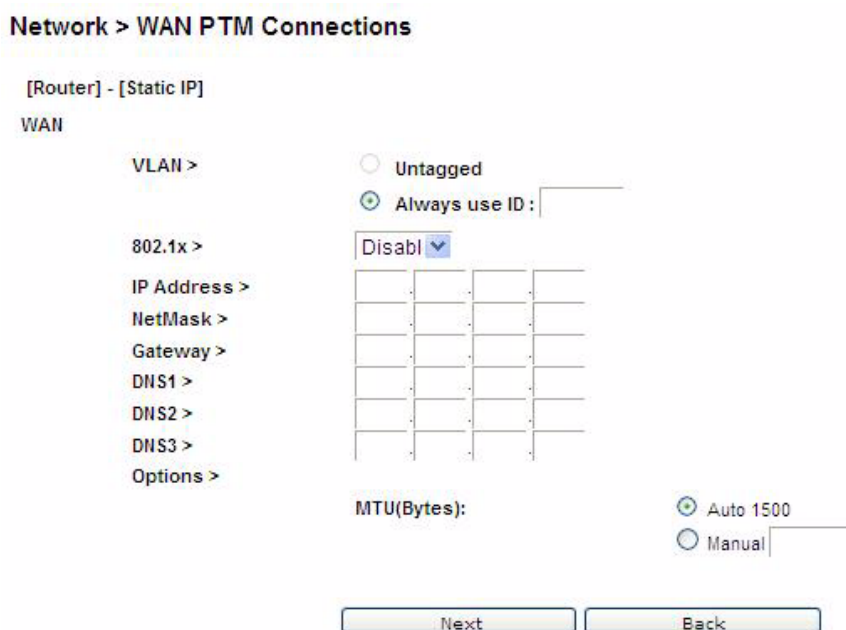 Network > WAN PTM Connections
[Router] - [Static IP]
WAN
VLAN > Untagged
Always use ID :
802.1x > Disabl
IP Address > . . .
NetMask > . . .
Gateway > . . .
DNS1 > . . .
DNS2 > . . .
DNS3 > . . .
Options >
MTU(Bytes): Auto 1500
Manual
Next Back